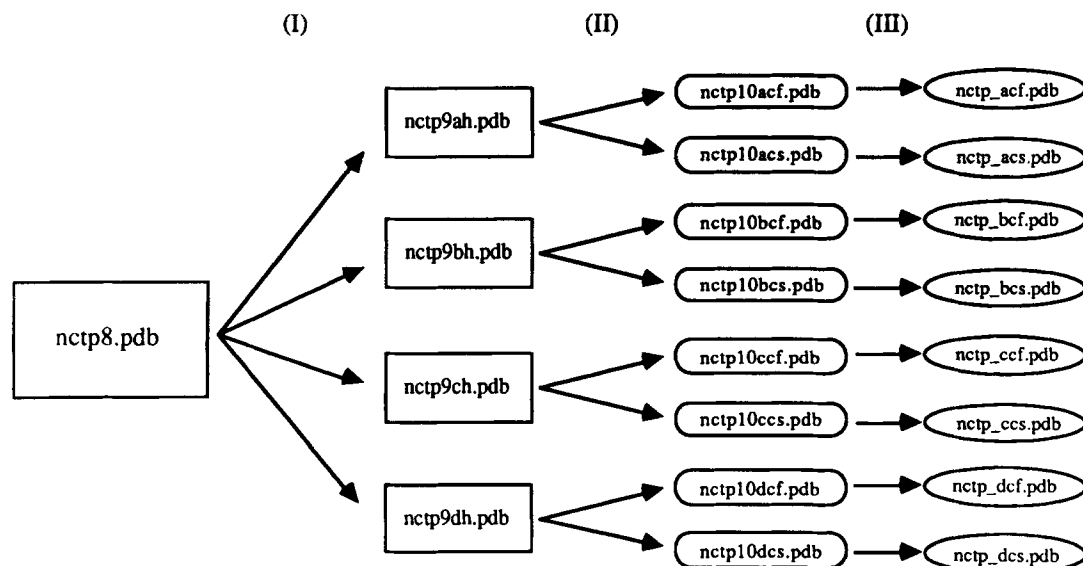 (I) (II) (III)
nctp8.pdb
nctp9ah.pdb
nctp9bh.pdb
nctp9ch.pdb
nctp9dh.pdb
nctp10acf.pdb
nctp10acs.pdb
nctp10bcf.pdb
nctp10bcs.pdb
nctp10ccf.pdb
nctp10ccs.pdb
nctp10dcf.pdb
nctp10dcs.pdb
nctp_acf.pdb
nctp_acs.pdb
nctp_bcf.pdb
nctp_bcs.pdb
nctp_ccf.pdb
nctp_ccs.pdb
nctp_dcf.pdb
nctp_dcs.pdb